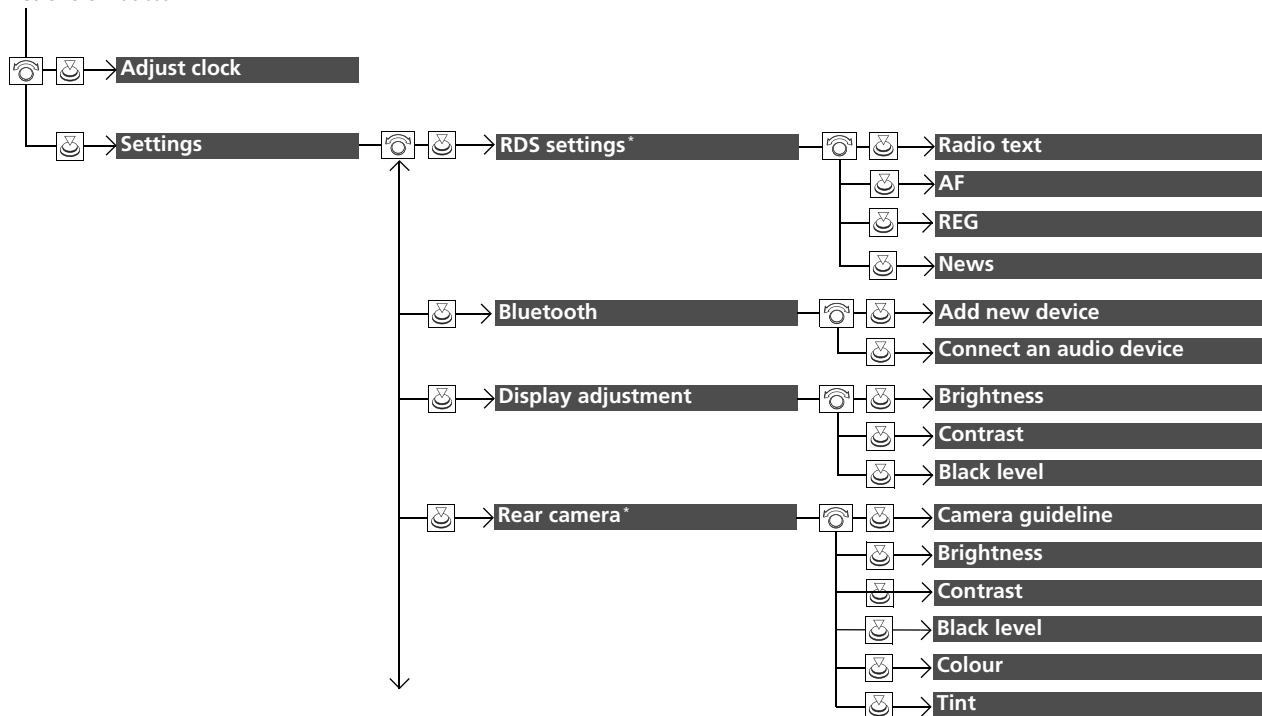 Adjust clock
Settings
RDS settings*
Radio text
AF
REG
News
Bluetooth
Add new device
Connect an audio device
Display adjustment
Brightness
Contrast
Black level
Rear camera*
Camera guideline
Brightness
Contrast
Black level
Colour
Tint